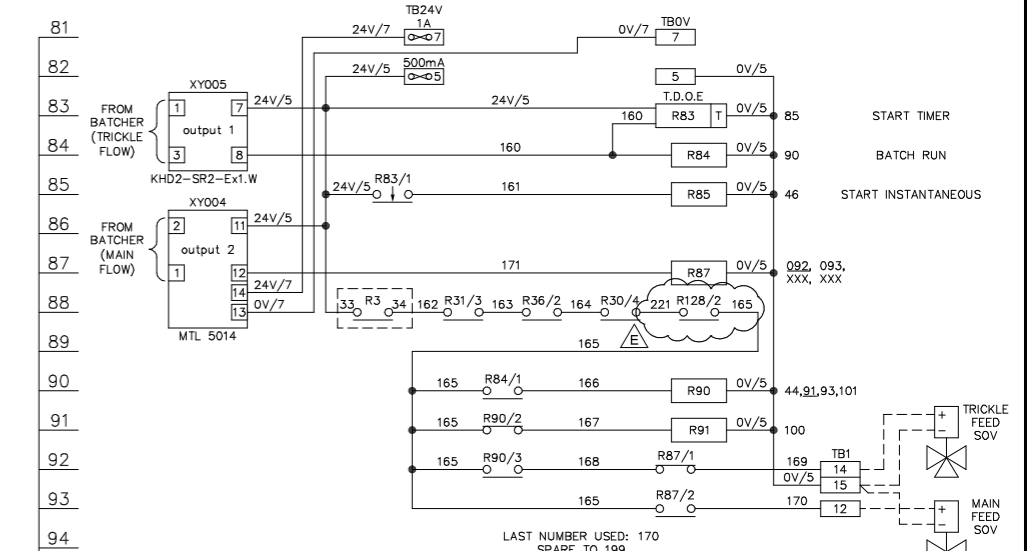 TB24V
81
24V/7
1A
7
0V/7
TB0V
7
82
24V/5
500mA
5
5
0V/5
XY005
T.D.O.E
83
FROM
BATCHER
(TRICKLE
FLOW)
1
7
24V/5
24V/5
160
R83
T
0V/5
85
START TIMER
output 1
84
3
8
160
R84
0V/5
90
BATCH RUN
KHD2-SR2-Ex1.W
85
24V/5
R83/1
161
R85
0V/5
46
START INSTANTANEOUS
XY004
86
FROM
BATCHER
(MAIN
FLOW)
2
11
24V/5
output 2
87
1
12
171
R87
0V/5
092, 093,
XXX, XXX
14
24V/7
88
13
0V/7
33
R3
34
162
R31/3
163
R36/2
164
R30/4
221
R128/2
165
MTL 5014
E
89
165
90
165
R84/1
166
R90
0V/5
44,91,93,101
91
165
R90/2
167
R91
0V/5
100
TRICKLE
FEED
SOV
+
−
92
165
R90/3
168
R87/1
169
TB1
14
0V/5
15
93
165
R87/2
170
12
MAIN
FEED
SOV
+
−
94
LAST NUMBER USED: 170
SPARE TO 199